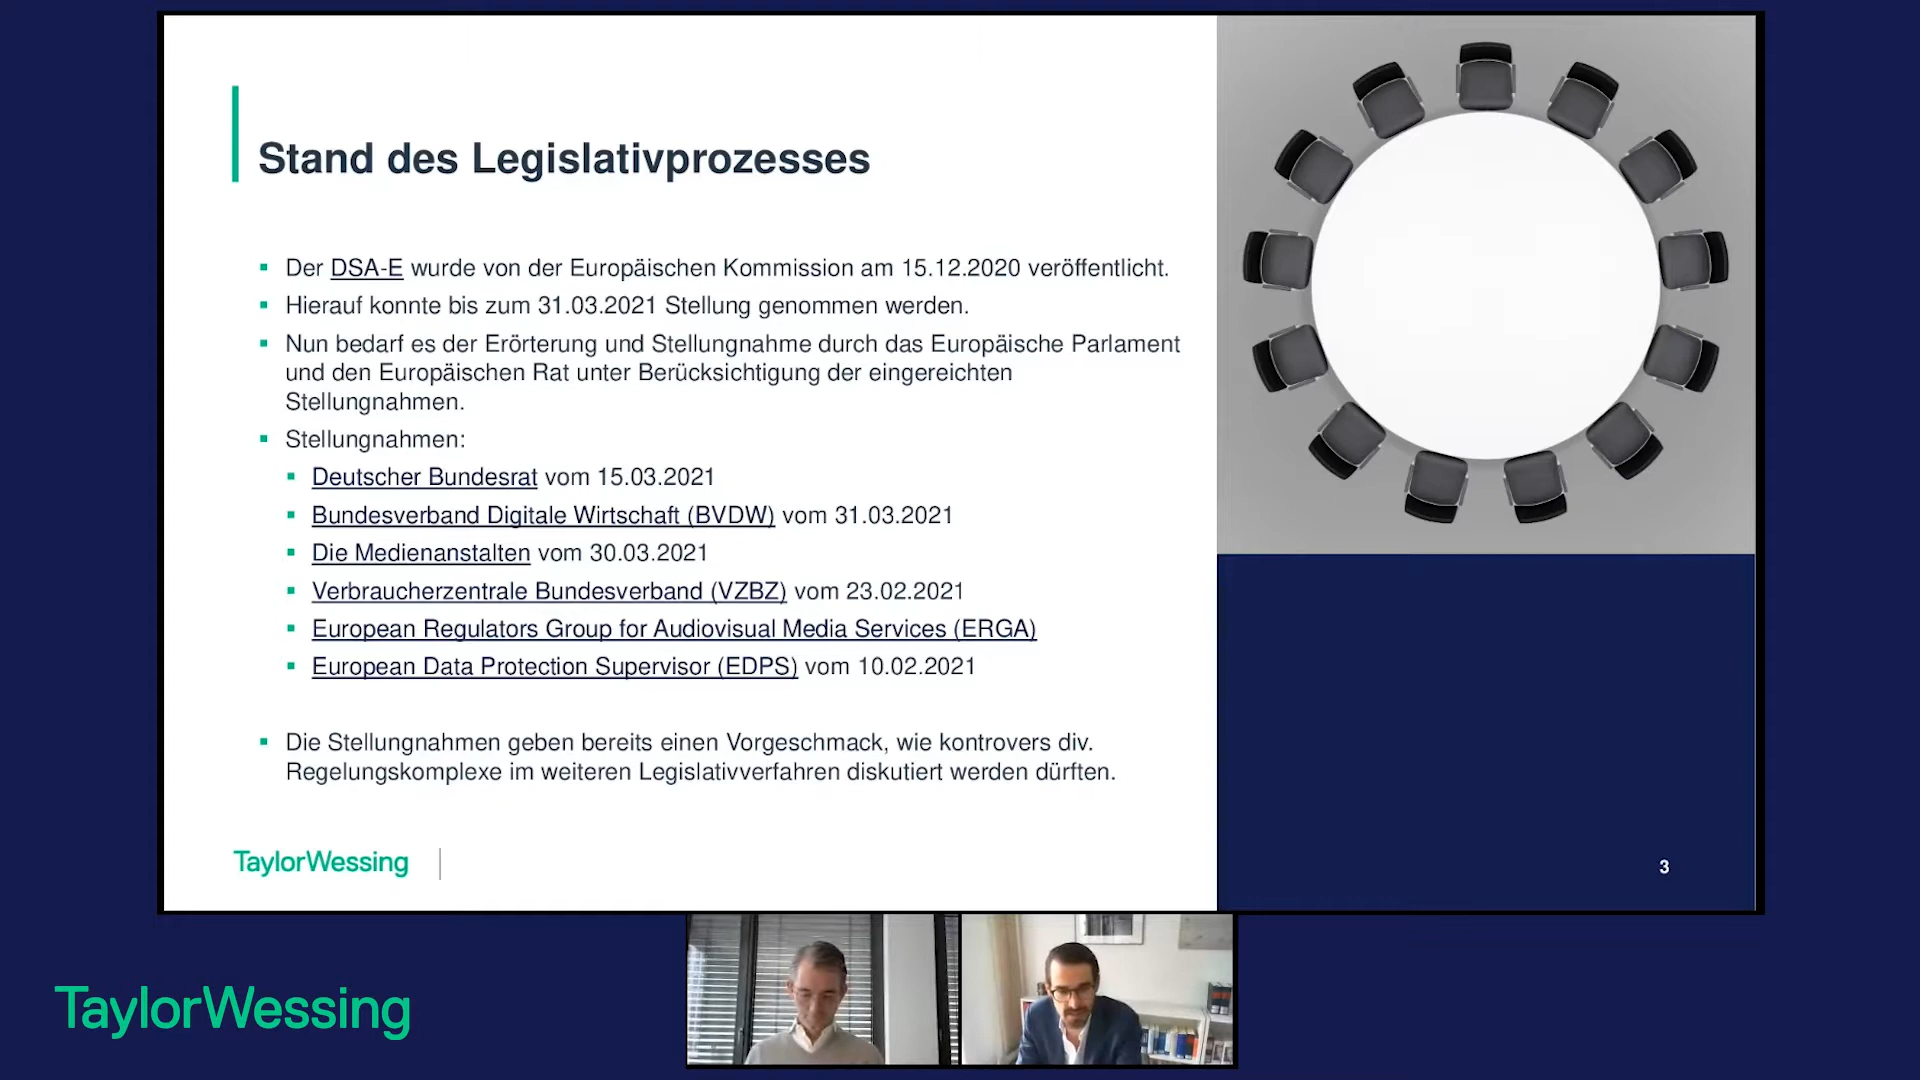 Stand des Legislativprozesses
Der DSA-E wurde von der Europäischen Kommission am 15.12.2020 veröffentlicht.
Hierauf konnte bis zum 31.03.2021 Stellung genommen werden.
Nun bedarf es der Erörterung und Stellungnahme durch das Europäische Parlament
und den Europäischen Rat unter Berücksichtigung der eingereichten
Stellungnahmen.
Stellungnahmen:
Deutscher Bundesrat vom 15.03.2021
Bundesverband Digitale Wirtschaft (BVDW) vom 31.03.2021
Die Medienanstalten vom 30.03.2021
Verbraucherzentrale Bundesverband (VZBZ) vom 23.02.2021
European Regulators Group for Audiovisual Media Services (ERGA)
European Data Protection Supervisor (EDPS) vom 10.02.2021
Die Stellungnahmen geben bereits einen Vorgeschmack, wie kontrovers div.
Regelungskomplexe im weiteren Legislativverfahren diskutiert werden dürften.
TaylorWessing
3
TaylorWessing